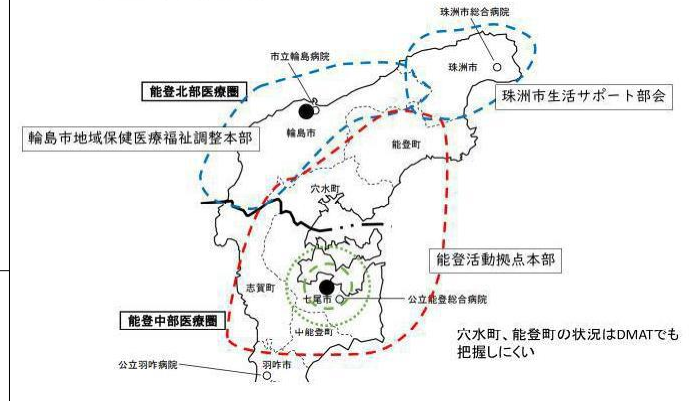 珠洲市総合病院
市立輪島病院
珠洲市
能登北部医療圏
珠洲市生活サポート部会
輪島市
輪島市地域保健医療福祉調整本部
能登町
穴水町
能登活動拠点本部
志賀町
七尾市
公立能登総合病院
能登中部医療圏
中能登町
穴水町、能登町の状況はDMATでも
把握しにくい
公立羽咋病院
羽咋市